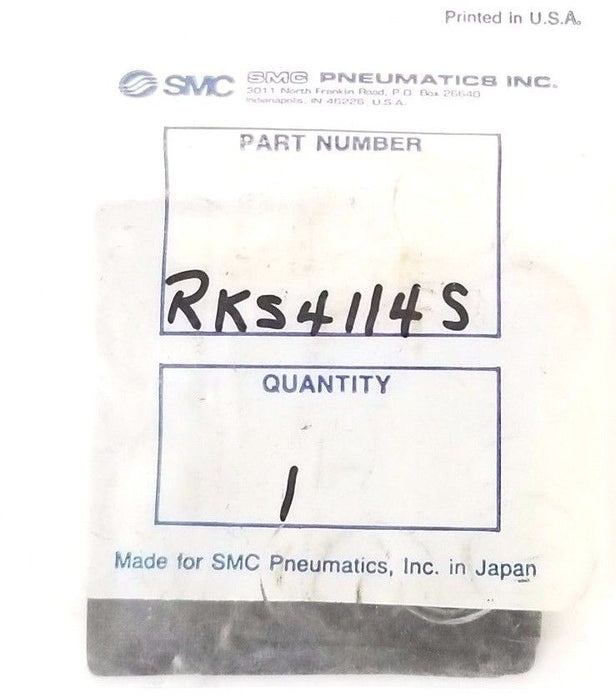 Printed in U.S.A.
SMC SMC PNEUMATICS INC.
3011 North Franklin Road, P.O. Box 26640
Indianapolis, IN 46226, U.S.A.
PART NUMBER
RKS4114S
QUANTITY
1
Made for SMC Pneumatics, Inc. in Japan